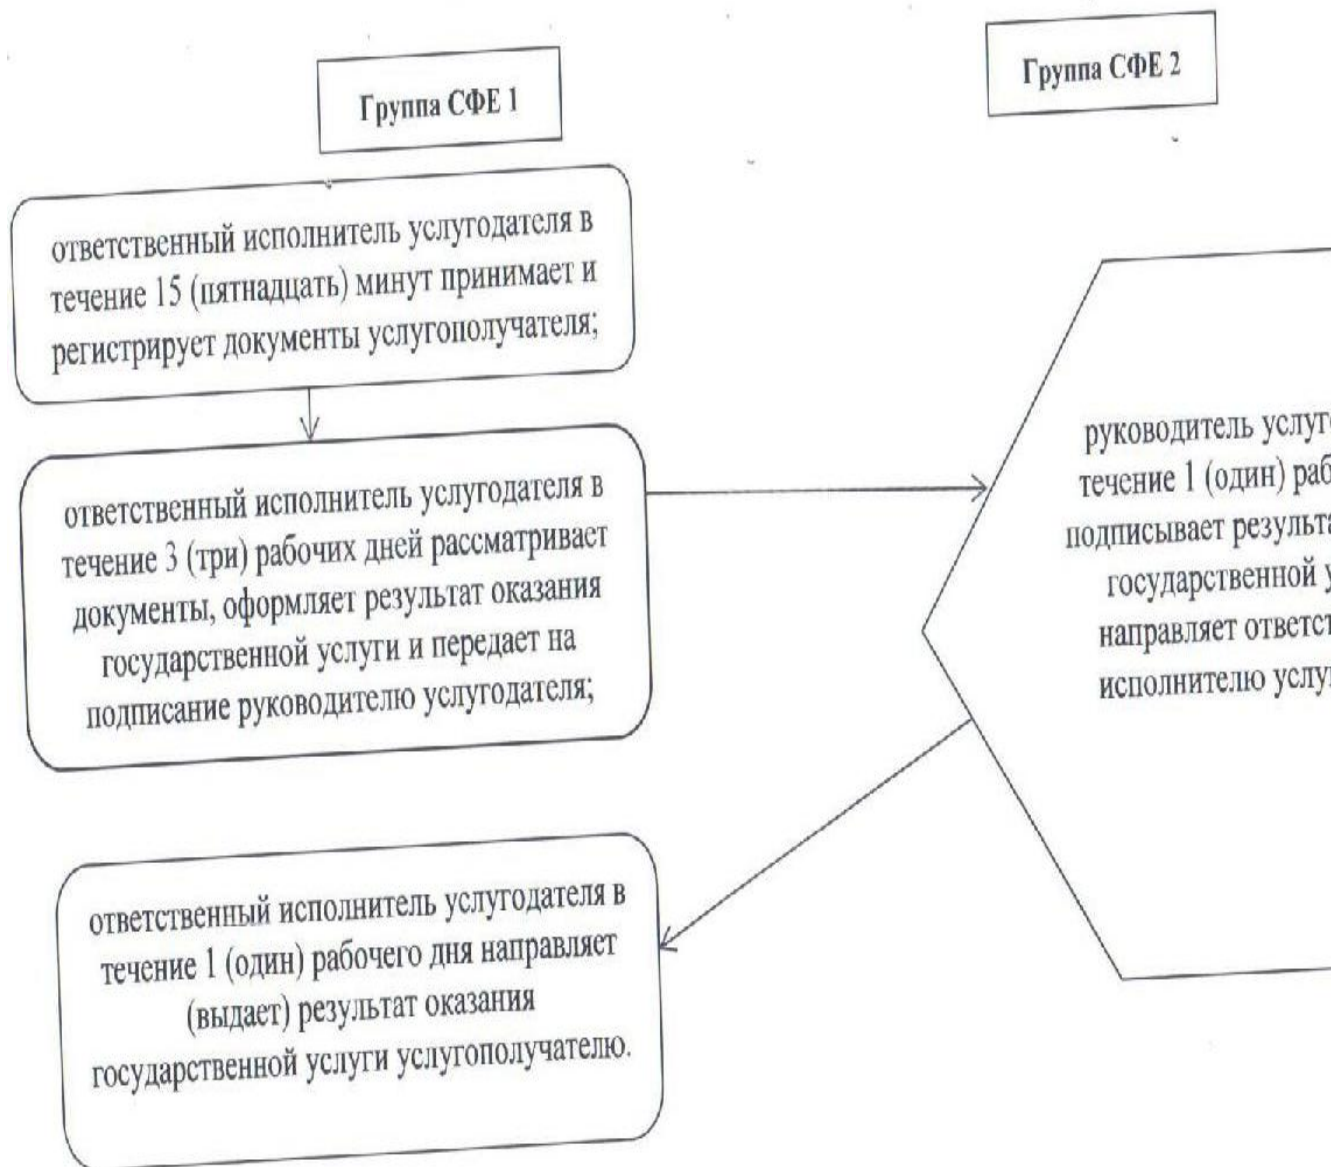 Группа СФЕ 1
Группа СФЕ 2
ответственный исполнитель услугодателя в
течение 15 (пятнадцать) минут принимает и
регистрирует документы услугополучателя;
ответственный исполнитель услугодателя в
течение 3 (три) рабочих дней рассматривает
документы, оформляет результат оказания
государственной услуги и передает на
подписание руководителю услугодателя;
руководитель
течение 1 (один)
подписывает
государственной
направляет
исполнителю
ответственный исполнитель услугодателя в
течение 1 (один) рабочего дня направляет
(выдает) результат оказания
государственной услуги услугополучателю.